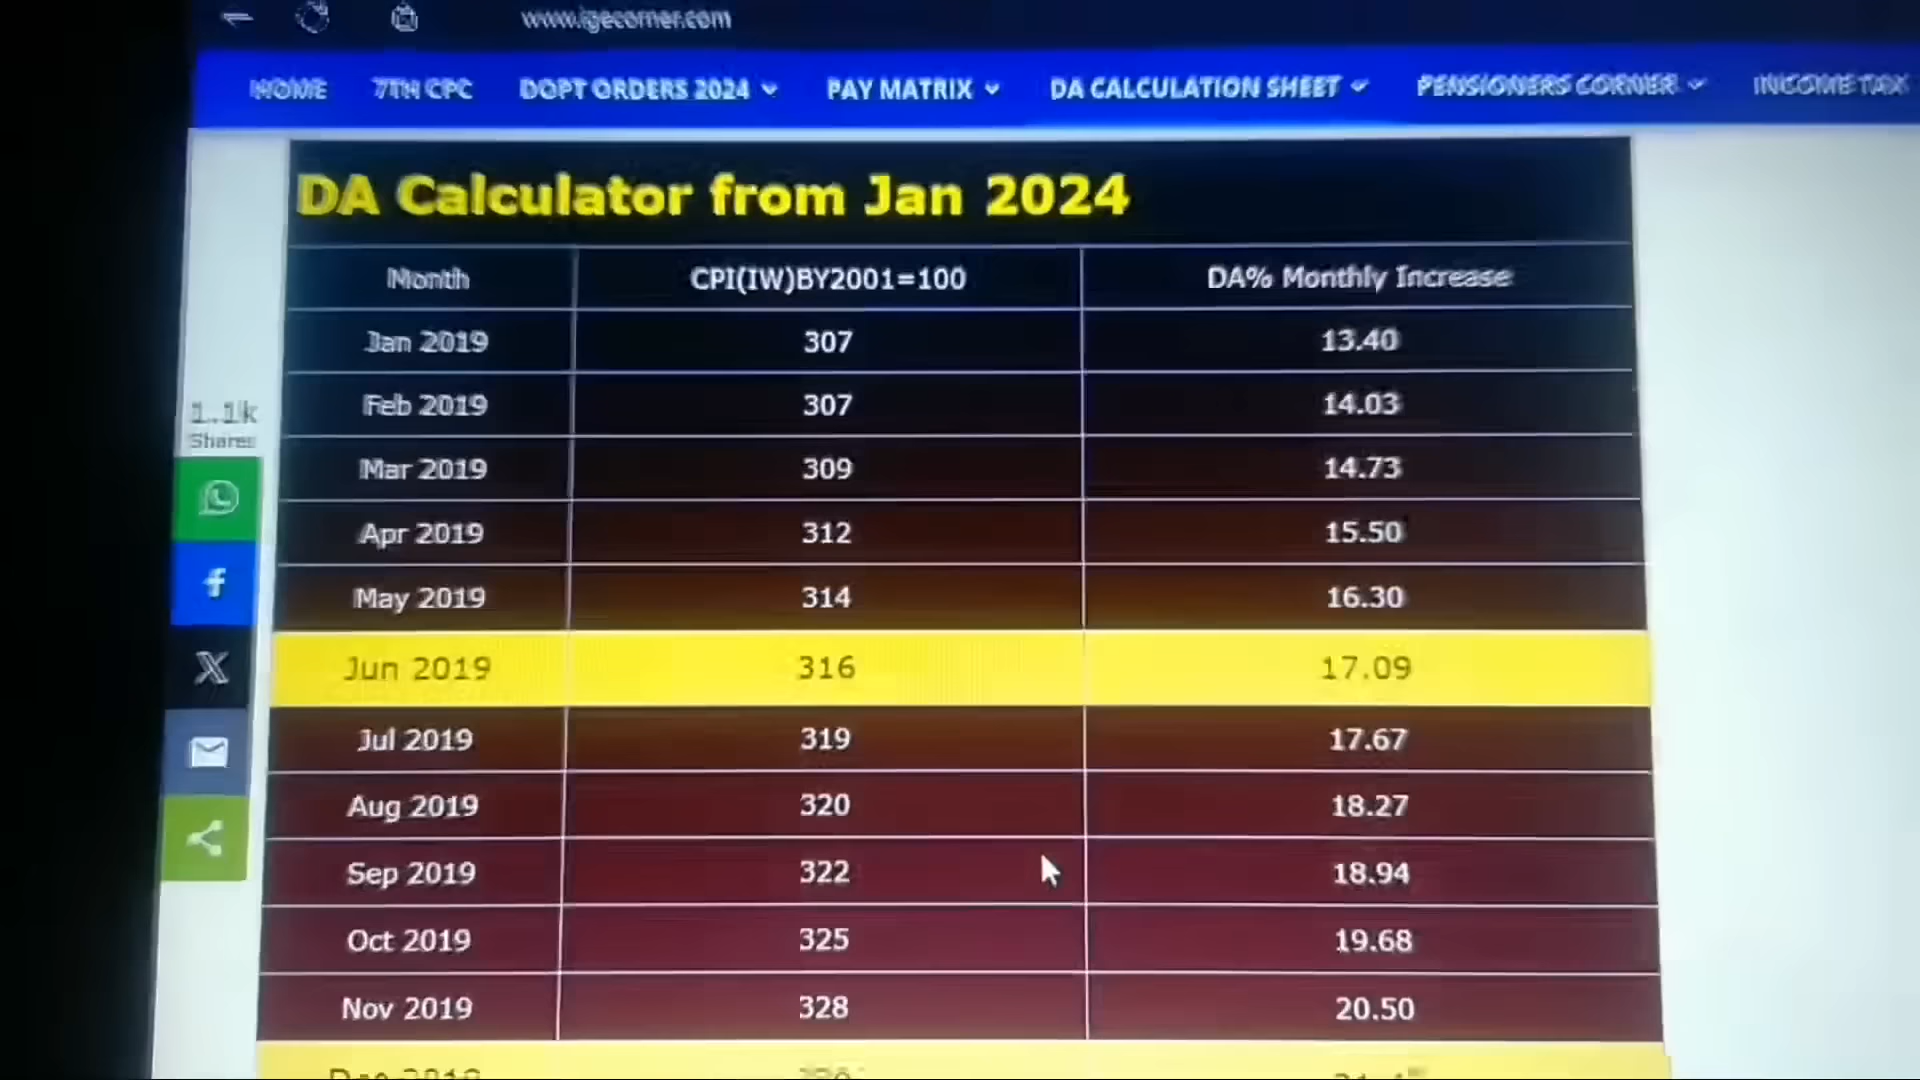 www.igecorner.com
HOME 7TH CPC DOPT ORDERS 2024 PAY MATRIX DA CALCULATION SHEET PENSIONERS CORNER INCOME TAX
DA Calculator from Jan 2024
Month CPI(IW)BY2001=100 DA% Monthly Increase
Jan 2019 307 13.40
Feb 2019 307 14.03
Mar 2019 309 14.73
Apr 2019 312 15.50
May 2019 314 16.30
Jun 2019 316 17.09
Jul 2019 319 17.67
Aug 2019 320 18.27
Sep 2019 322 18.94
Oct 2019 325 19.68
Nov 2019 328 20.50
1.1k
Shares